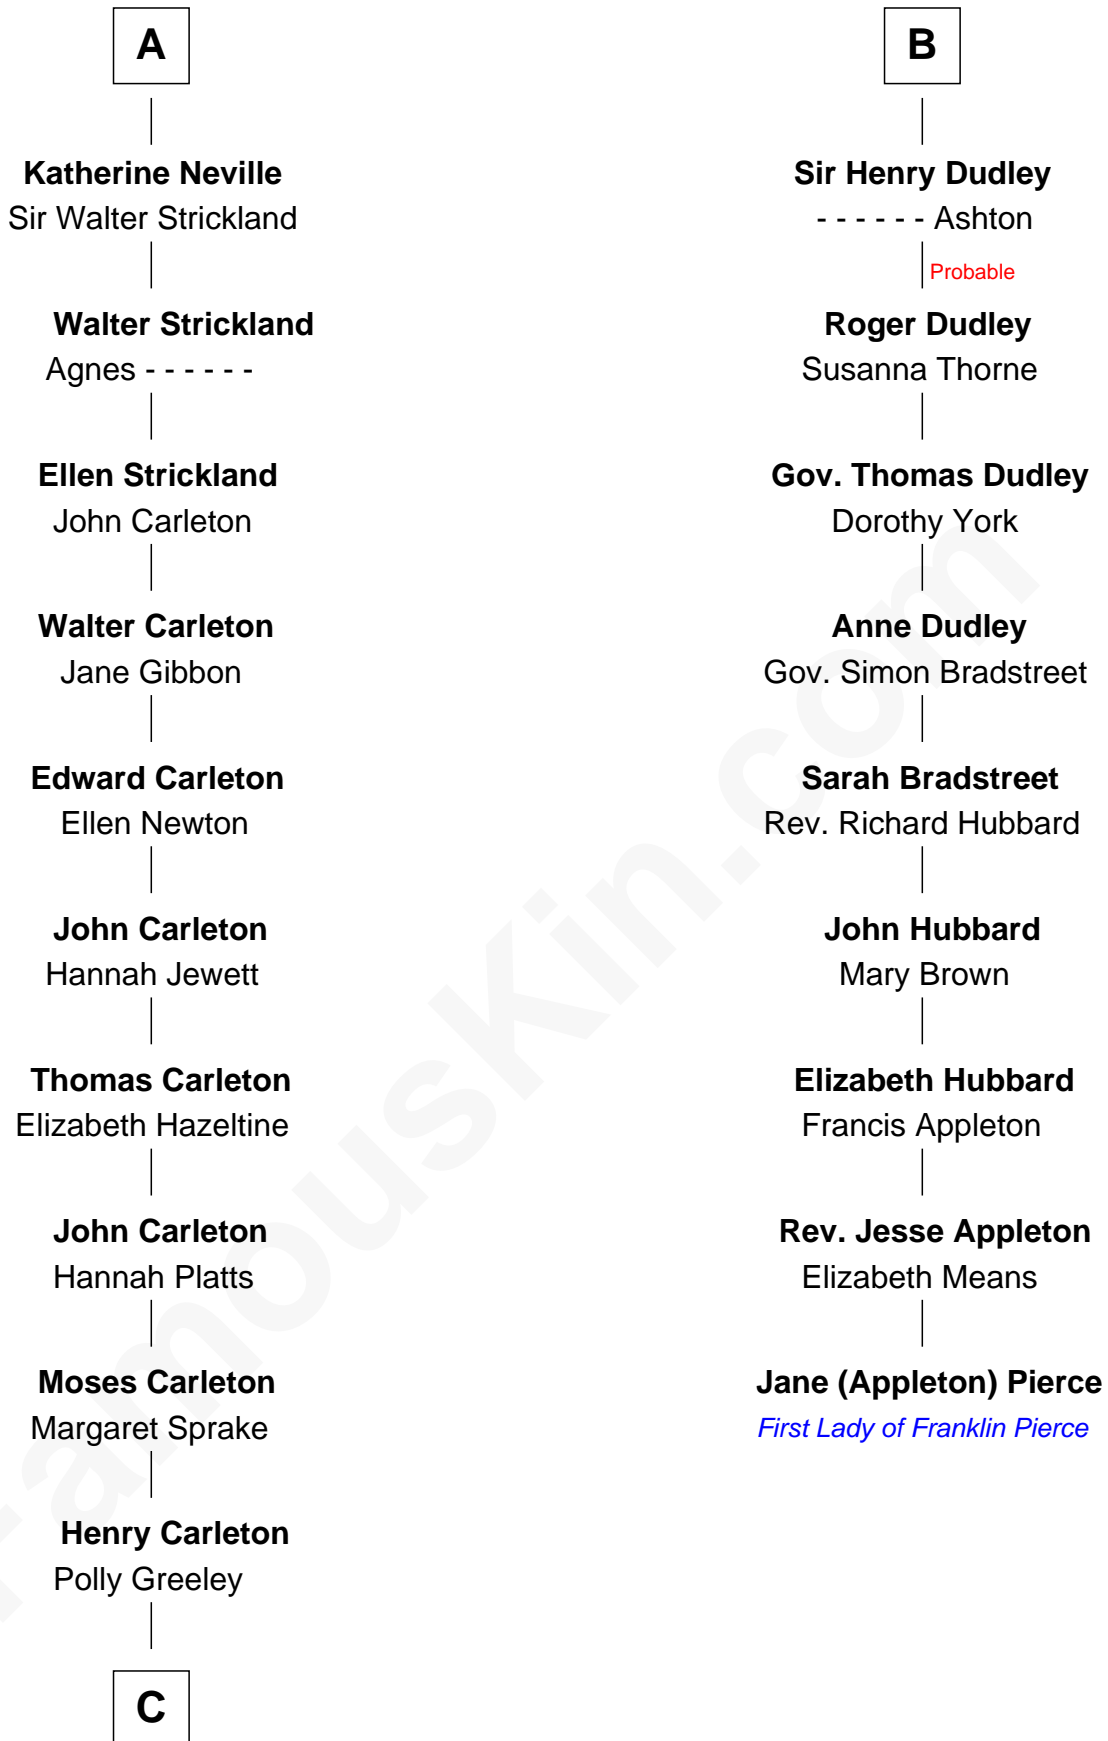 A
Katherine Neville
Sir Walter Strickland
Walter Strickland
Agnes - - - - - -
Ellen Strickland
John Carleton
Walter Carleton
Jane Gibbon
Edward Carleton
Ellen Newton
John Carleton
Hannah Jewett
Thomas Carleton
Elizabeth Hazeltine
John Carleton
Hannah Platts
Moses Carleton
Margaret Sprake
Henry Carleton
Polly Greeley
C
B
Sir Henry Dudley
- - - - - - Ashton
Probable
Roger Dudley
Susanna Thorne
Gov. Thomas Dudley
Dorothy York
Anne Dudley
Gov. Simon Bradstreet
Sarah Bradstreet
Rev. Richard Hubbard
John Hubbard
Mary Brown
Elizabeth Hubbard
Francis Appleton
Rev. Jesse Appleton
Elizabeth Means
Jane (Appleton) Pierce
First Lady of Franklin Pierce
FamousKin.com